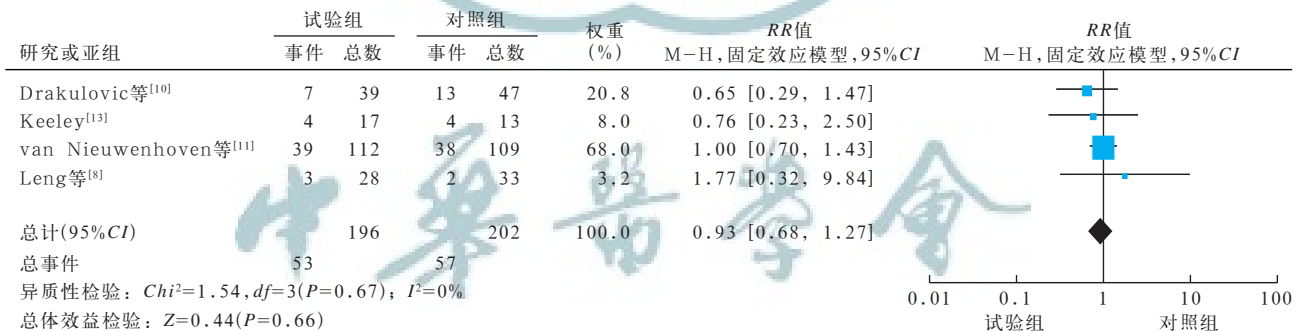 试验组 对照组 权重 RR值 RR值
研究或亚组 事件 总数 事件 总数 (%) M-H,固定效应模型,95%CI M-H,固定效应模型,95%CI
Drakulovic等[10] 7 39 13 47 20.8 0.65 [0.29, 1.47]
Keeley[13] 4 17 4 13 8.0 0.76 [0.23, 2.50]
van Nieuwenhoven等[11] 39 112 38 109 68.0 1.00 [0.70, 1.43]
Leng等[8] 3 28 2 33 3.2 1.77 [0.32, 9.84]
总计(95%CI) 196 202 100.0 0.93 [0.68, 1.27]
总事件 53 57
异质性检验：Chi²=1.54,df=3(P=0.67)；I²=0%
总体效益检验：Z=0.44(P=0.66)
0.01 0.1 1 10 100
试验组 对照组
中华医学会